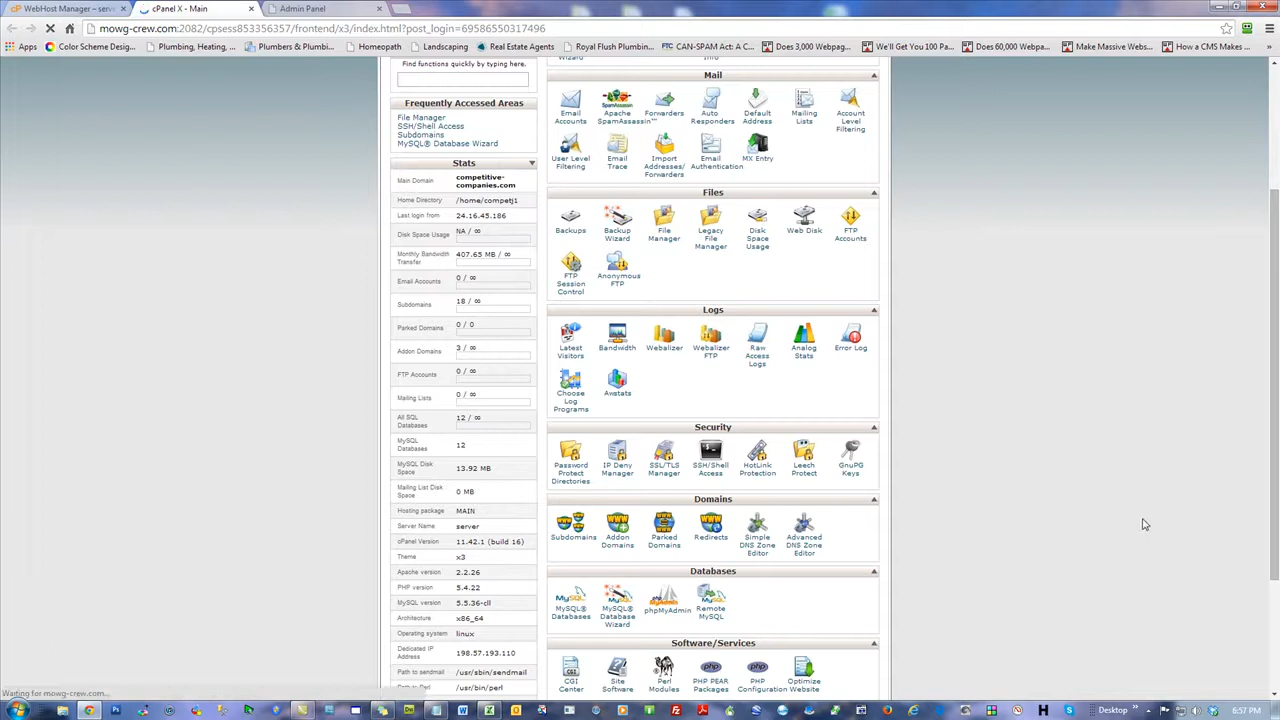 WebHost Manager – serv
cPanel X - Main
Admin Panel
mowg-crew.com:2082/cpsess853356357/frontend/x3/index.html?post_login=69586550317496
Apps
Color Scheme Design...
Plumbing, Heating, ...
Plumbers & Plumbi...
Homeopath
Landscaping
Real Estate Agents
Royal Flush Plumbin...
CAN-SPAM Act: A C...
Does 3,000 Webpag...
We'll Get You 100 Pa...
Does 60,000 Webpag...
Make Massive Webs...
How a CMS Makes ...
Find functions quickly by typing here.
Frequently Accessed Areas
File Manager
SSH/Shell Access
Subdomains
MySQL® Database Wizard
Stats
Main Domain competitive-
companies.com
Home Directory /home/competj1
Last login from 24.16.45.186
Disk Space Usage NA / ∞
Monthly Bandwidth 407.65 MB / ∞
Transfer
Email Accounts 0 / ∞
Subdomains 18 / ∞
Parked Domains 0 / 0
Addon Domains 3 / ∞
FTP Accounts 0 / ∞
Mailing Lists 0 / ∞
All SQL 12 / ∞
Databases
MySQL 12
Databases
MySQL Disk 13.92 MB
Space
Mailing List Disk 0 MB
Space
Hosting package MAIN
Server Name server
cPanel Version 11.42.1 (build 16)
Theme x3
Apache version 2.2.26
PHP version 5.4.22
MySQL version 5.5.36-cll
Architecture x86_64
Operating system linux
Dedicated IP 198.57.193.110
Address
Path to sendmail /usr/sbin/sendmail
Path to Perl /usr/bin/perl
Wizard Info
Mail
Email Accounts
Apache SpamAssassin™
Forwarders
Auto Responders
Default Address
Mailing Lists
Account Level Filtering
User Level Filtering
Email Trace
Import Addresses/ Forwarders
Email Authentication
MX Entry
Files
Backups
Backup Wizard
File Manager
Legacy File Manager
Disk Space Usage
Web Disk
FTP Accounts
FTP Session Control
Anonymous FTP
Logs
Latest Visitors
Bandwidth
Webalizer
Webalizer FTP
Raw Access Logs
Analog Stats
Error Log
Choose Log Programs
Awstats
Security
Password Protect Directories
IP Deny Manager
SSL/TLS Manager
SSH/Shell Access
HotLink Protection
Leech Protect
GnuPG Keys
Domains
Subdomains
Addon Domains
Parked Domains
Redirects
Simple DNS Zone Editor
Advanced DNS Zone Editor
Databases
MySQL® Databases
MySQL® Database Wizard
phpMyAdmin
Remote MySQL
Software/Services
CGI Center
Site Software
Perl Modules
PHP PEAR Packages
PHP Configuration
Optimize Website
Waiting for mowg-crew.com...
Desktop
6:57 PM